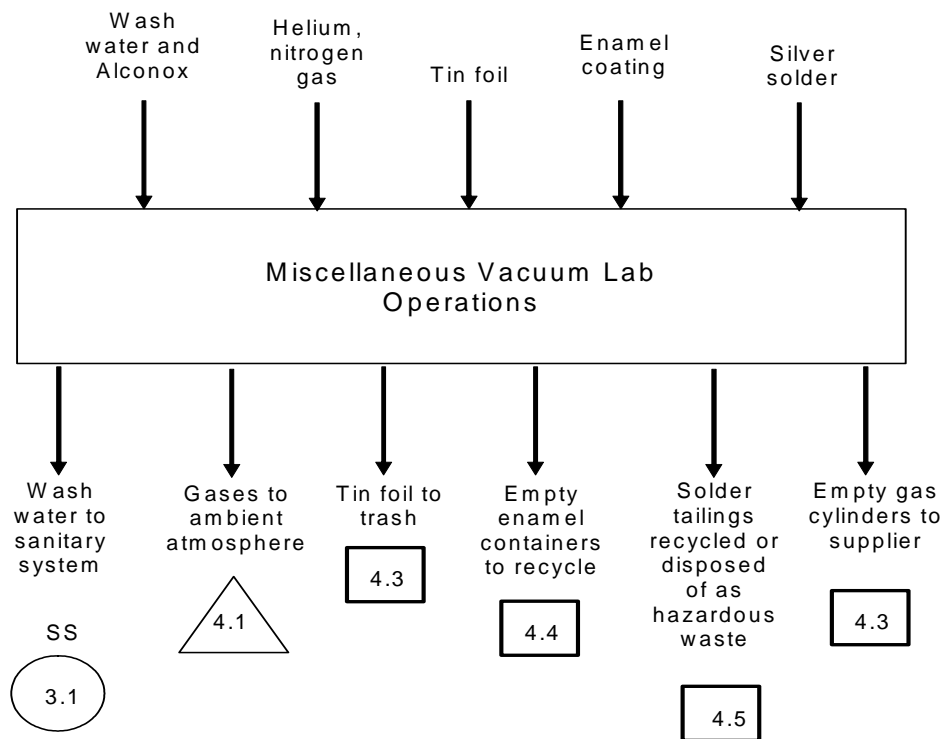 Wash
water and
Alconox
Helium,
nitrogen
gas
Tin foil
Enamel
coating
Silver
solder
Miscellaneous Vacuum Lab
Operations
Wash
water to
sanitary
system
SS
3.1
Gases to
ambient
atmosphere
4.1
Tin foil to
trash
4.3
Empty
enamel
containers
to recycle
4.4
Solder
tailings
recycled or
disposed
of as
hazardous
waste
4.5
Empty gas
cylinders to
supplier
4.3